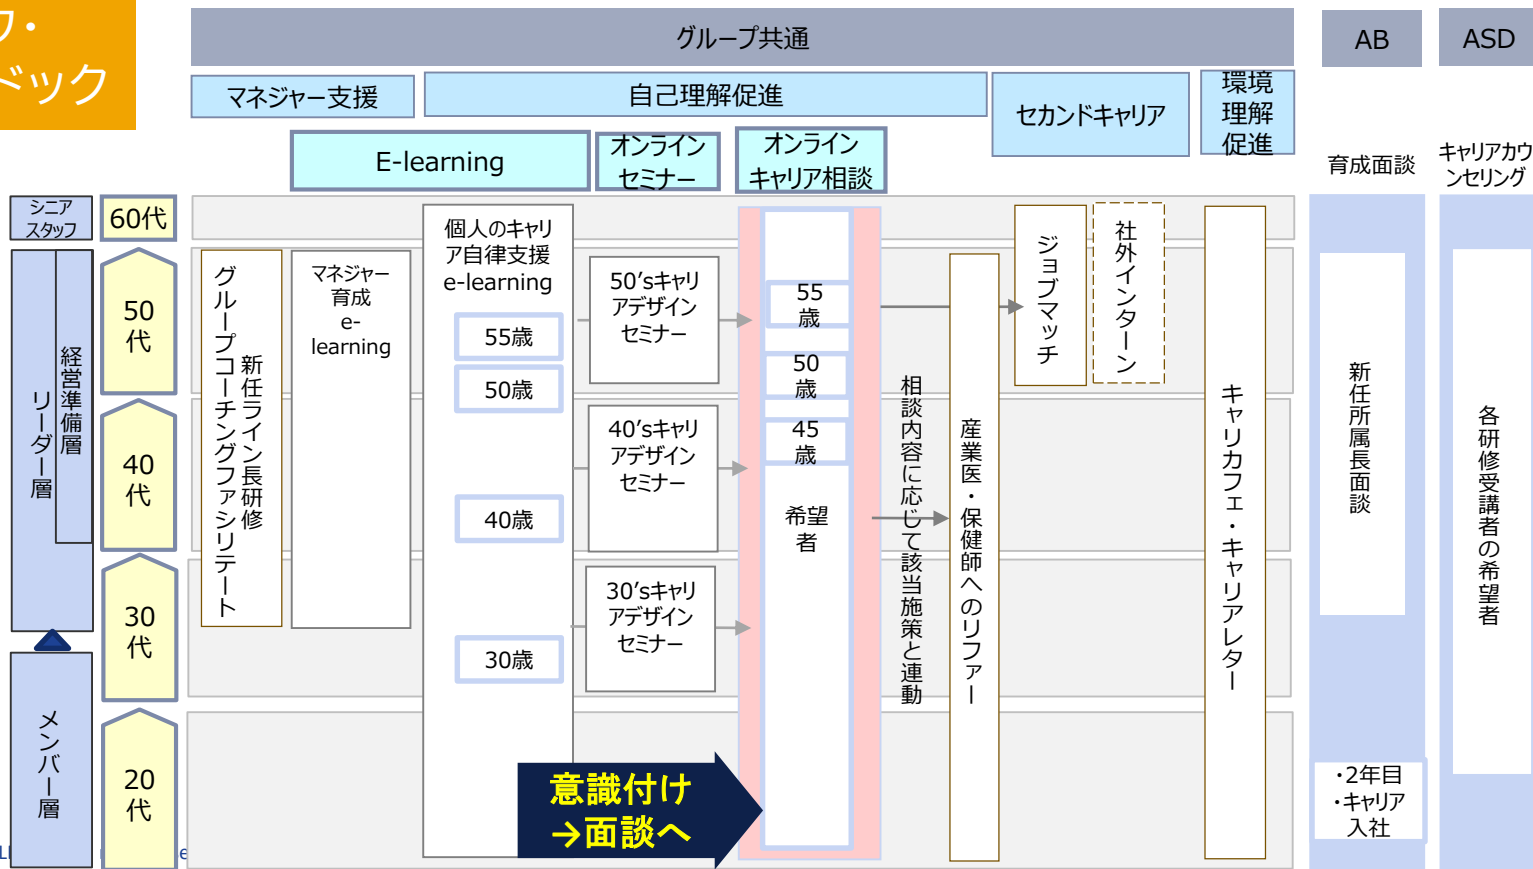 ドック
グループ共通
AB
ASD
マネジャー支援
自己理解促進
セカンドキャリア
環境
理解
促進
E-learning
オンライン
セミナー
オンライン
キャリア相談
育成面談
キャリアカウ
ンセリング
シニア
スタッフ
60代
50
代
40
代
30
代
20
代
経営準備層
リーダー層
メンバー層
新任ライン長研修
グループコーチングファシリテート
マネジャー
育成
e-
learning
個人のキャリ
ア自律支援
e-learning
55歳
50歳
40歳
30歳
50'sキャリ
アデザイン
セミナー
40'sキャリ
アデザイン
セミナー
30'sキャリ
アデザイン
セミナー
55
歳
50
歳
45
歳
希望
者
相談内容に応じて該当施策と連動
産業医・保健師へのリファー
ジョブマッチ
社外インターン
キャリカフェ・キャリアレター
新任所属長面談
・2年目
・キャリア
入社
各研修受講者の希望者
意識付け
→面談へ